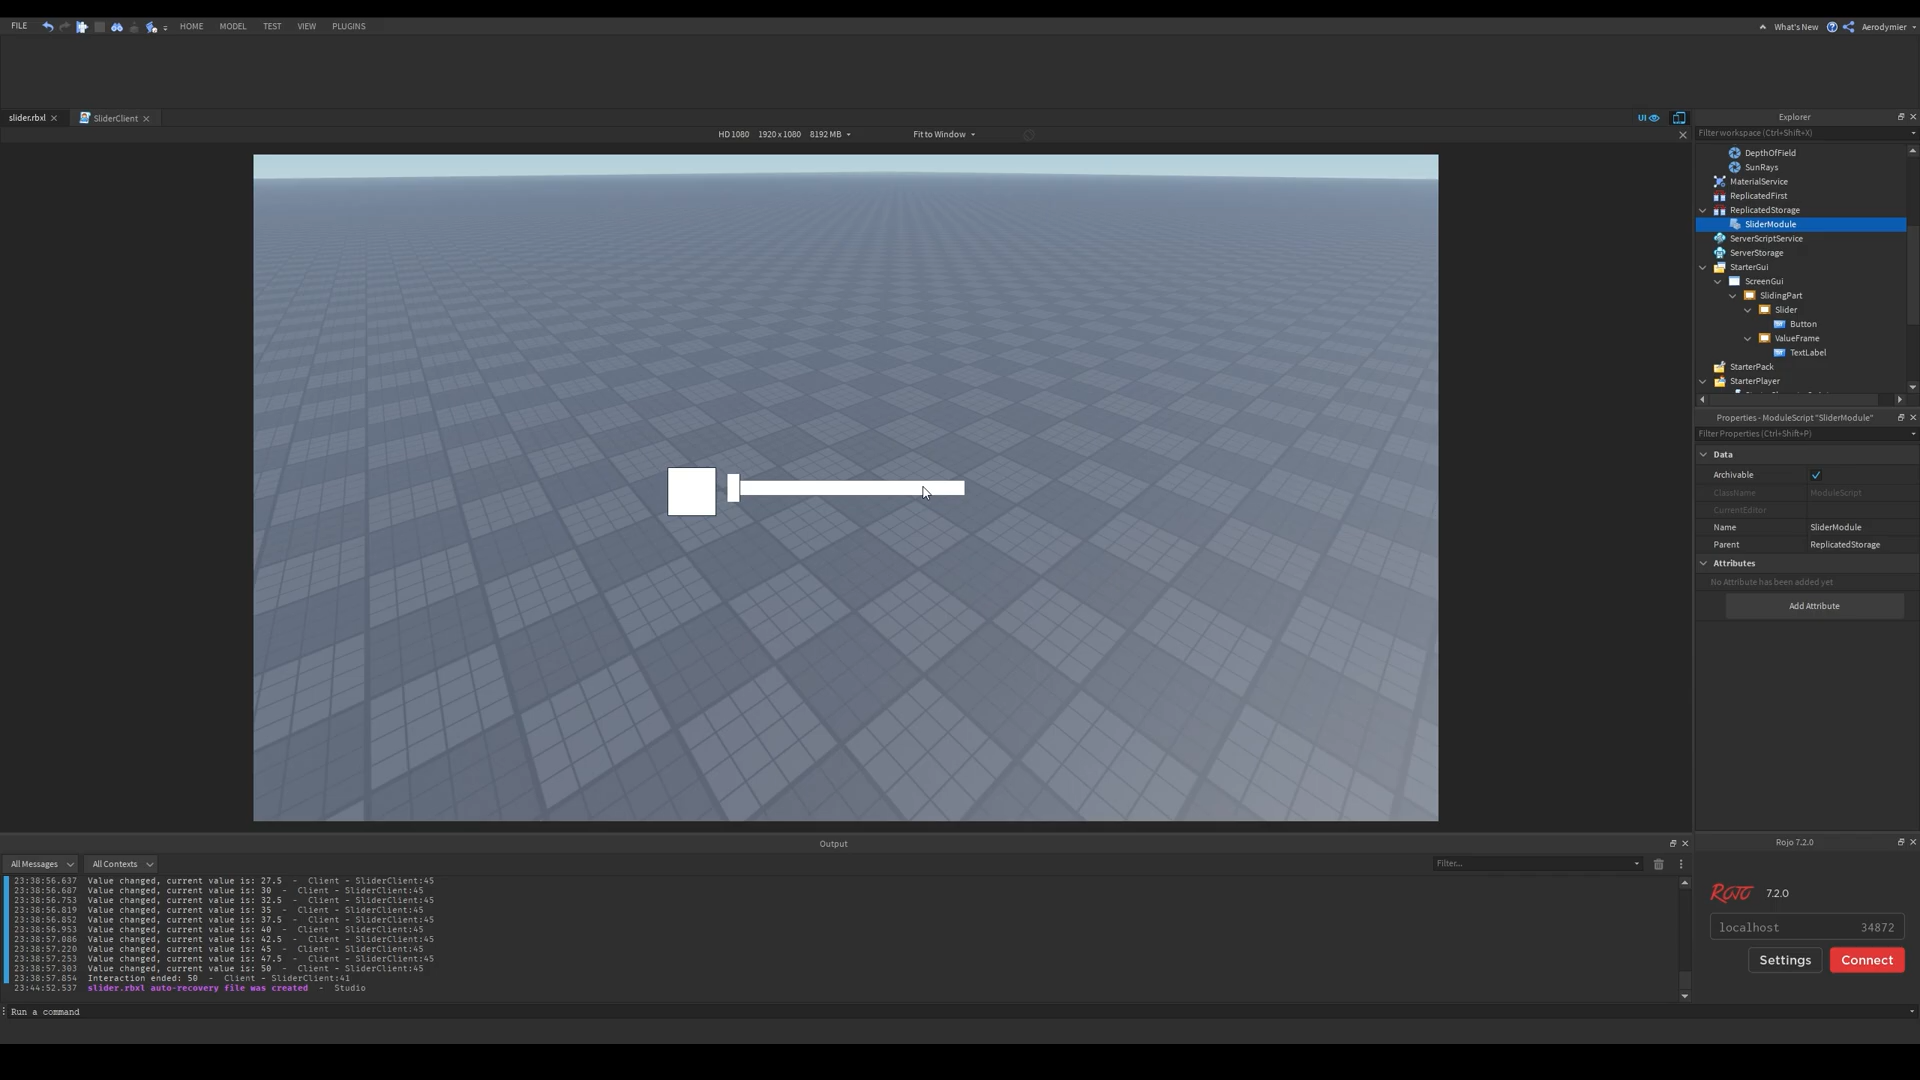 FILE HOME MODEL TEST VIEW PLUGINS What's New Aerodymier
slider.rbxl SliderClient UI
HD 1080 1920 x 1080 8192 MB Fit to Window
Explorer
Filter workspace (Ctrl+Shift+X)
DepthOfField
SunRays
MaterialService
ReplicatedFirst
ReplicatedStorage
SliderModule
ServerScriptService
ServerStorage
StarterGui
ScreenGui
SlidingPart
Slider
Button
ValueFrame
TextLabel
StarterPack
StarterPlayer
Properties - ModuleScript "SliderModule"
Filter Properties (Ctrl+Shift+P)
Data
Archivable
ClassName ModuleScript
CurrentEditor
Name SliderModule
Parent ReplicatedStorage
Attributes
No Attribute has been added yet
Add Attribute
Output
All Messages All Contexts Filter...
23:38:56.637 Value changed, current value is: 27.5 - Client - SliderClient:45
23:38:56.687 Value changed, current value is: 30 - Client - SliderClient:45
23:38:56.753 Value changed, current value is: 32.5 - Client - SliderClient:45
23:38:56.819 Value changed, current value is: 35 - Client - SliderClient:45
23:38:56.852 Value changed, current value is: 37.5 - Client - SliderClient:45
23:38:56.953 Value changed, current value is: 40 - Client - SliderClient:45
23:38:57.086 Value changed, current value is: 42.5 - Client - SliderClient:45
23:38:57.220 Value changed, current value is: 45 - Client - SliderClient:45
23:38:57.253 Value changed, current value is: 47.5 - Client - SliderClient:45
23:38:57.303 Value changed, current value is: 50 - Client - SliderClient:45
23:38:57.854 Interaction ended: 50 - Client - SliderClient:41
23:44:52.537 slider.rbxl auto-recovery file was created - Studio
Run a command
Rojo 7.2.0
ROJO 7.2.0
localhost 34872
Settings Connect